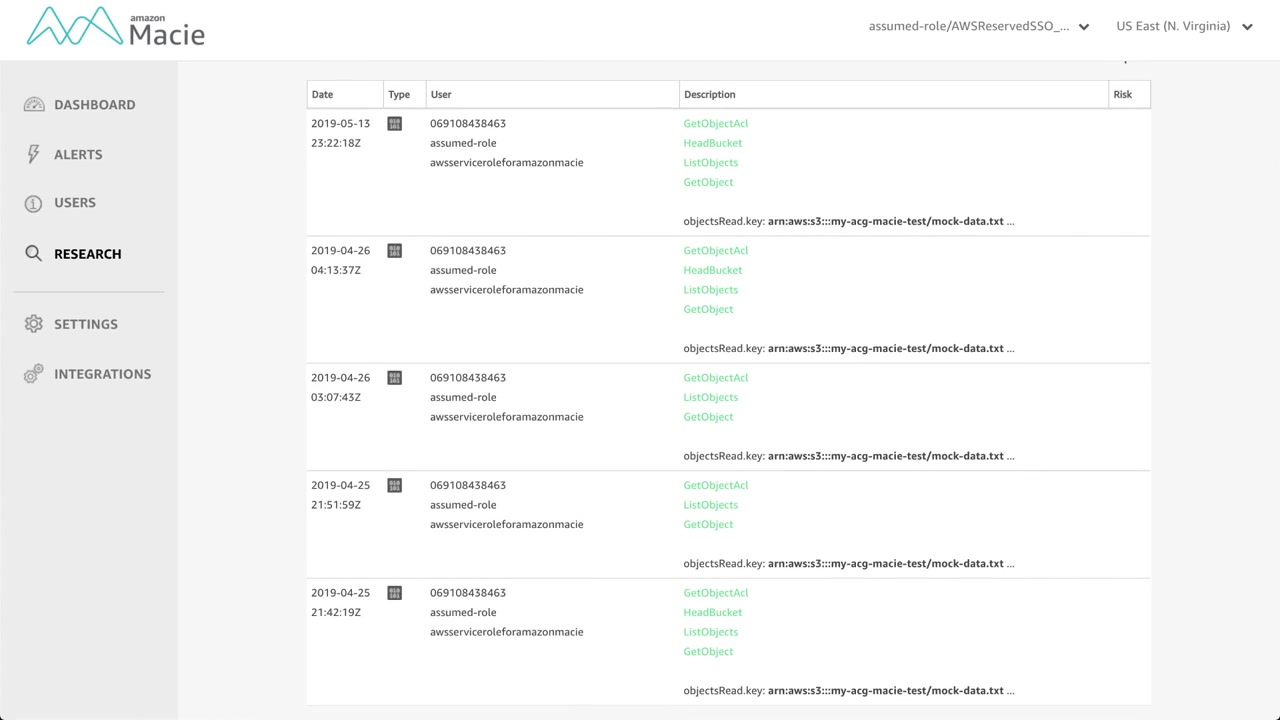 amazon
Macie
assumed-role/AWSReservedSSO_...
US East (N. Virginia)
DASHBOARD
ALERTS
USERS
RESEARCH
SETTINGS
INTEGRATIONS
Date Type User Description Risk
2019-05-13 069108438463 GetObjectAcl
23:22:18Z assumed-role HeadBucket
awsserviceroleforamazonmacie ListObjects
GetObject
objectsRead.key: arn:aws:s3:::my-acg-macie-test/mock-data.txt ...
2019-04-26 069108438463 GetObjectAcl
04:13:37Z assumed-role HeadBucket
awsserviceroleforamazonmacie ListObjects
GetObject
objectsRead.key: arn:aws:s3:::my-acg-macie-test/mock-data.txt ...
2019-04-26 069108438463 GetObjectAcl
03:07:43Z assumed-role ListObjects
awsserviceroleforamazonmacie GetObject
objectsRead.key: arn:aws:s3:::my-acg-macie-test/mock-data.txt ...
2019-04-25 069108438463 GetObjectAcl
21:51:59Z assumed-role ListObjects
awsserviceroleforamazonmacie GetObject
objectsRead.key: arn:aws:s3:::my-acg-macie-test/mock-data.txt ...
2019-04-25 069108438463 GetObjectAcl
21:42:19Z assumed-role HeadBucket
awsserviceroleforamazonmacie ListObjects
GetObject
objectsRead.key: arn:aws:s3:::my-acg-macie-test/mock-data.txt ...